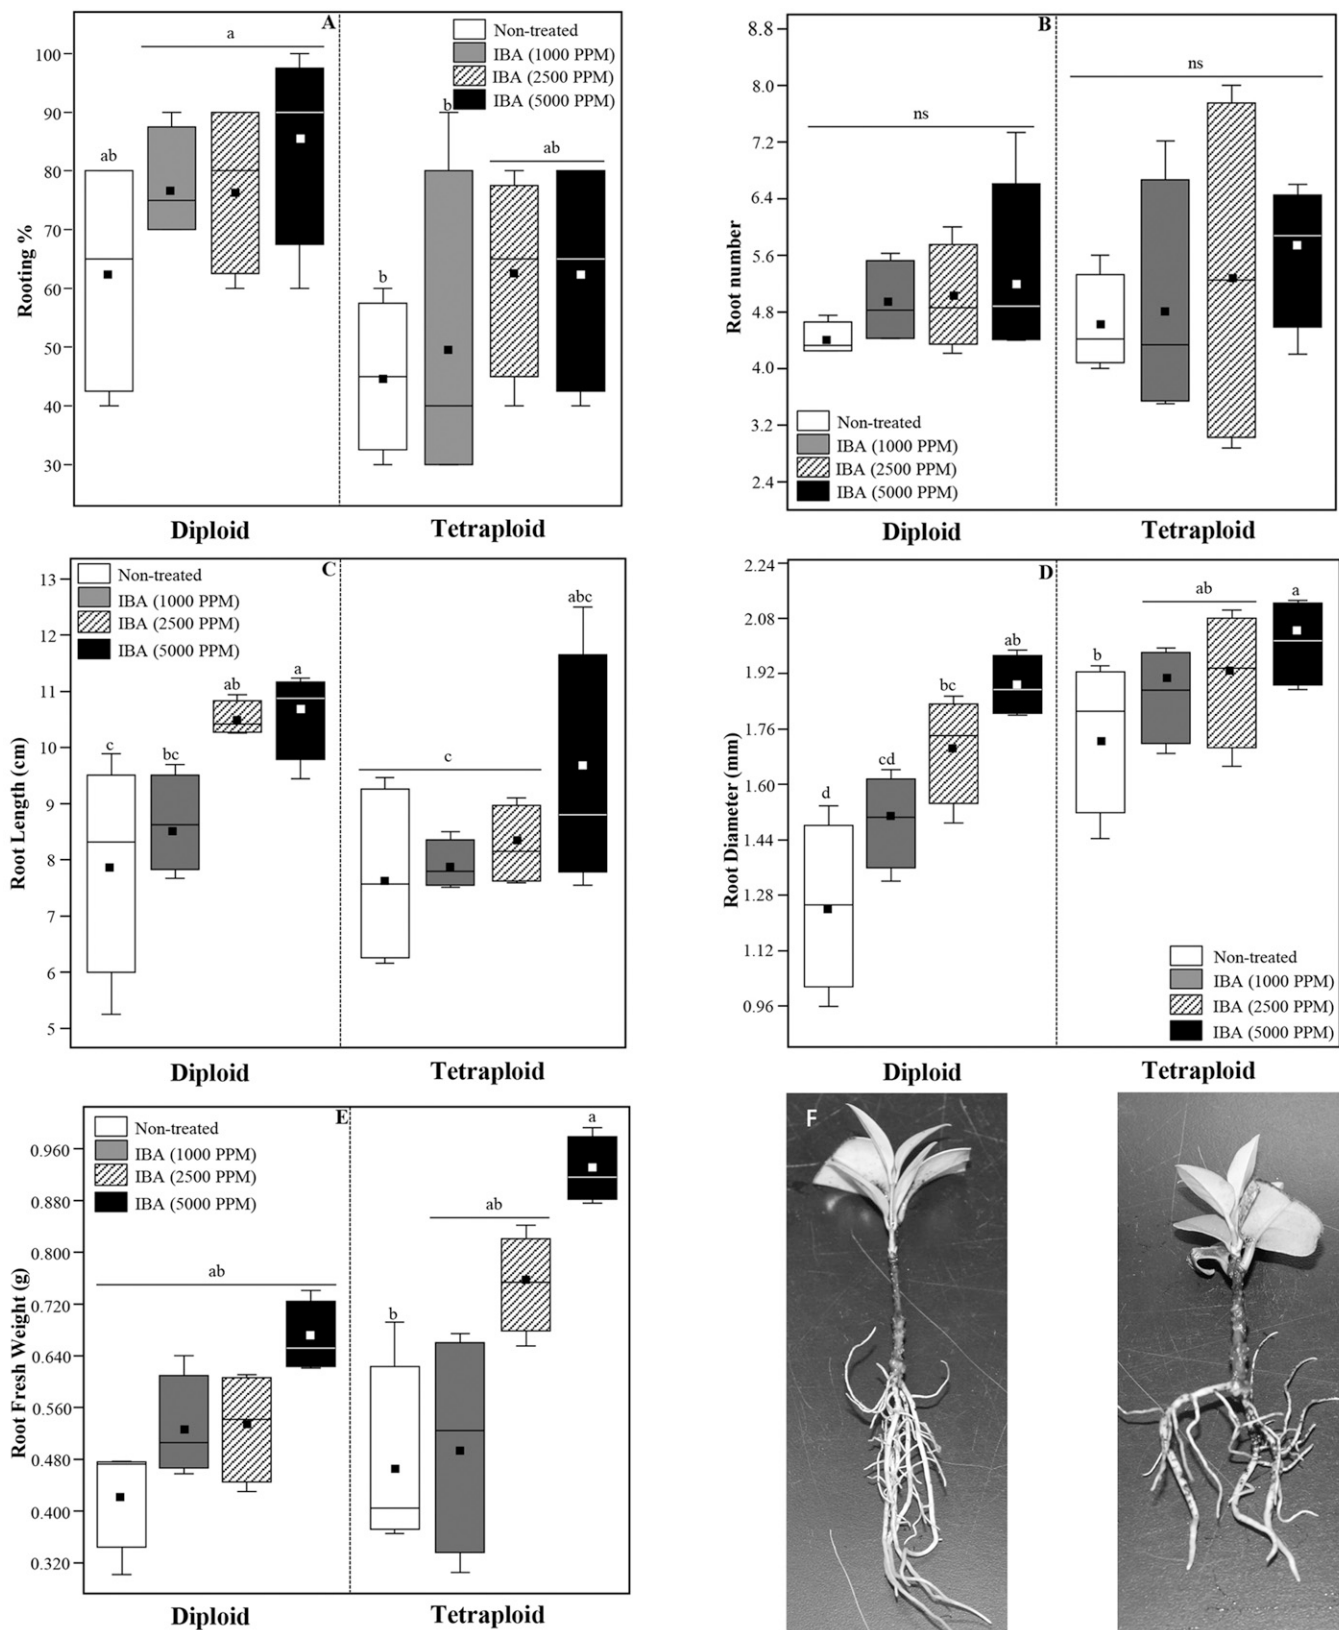 A
Non-treated
IBA (1000 PPM)
IBA (2500 PPM)
IBA (5000 PPM)
a
ab
b
b
ab
100
90
80
70
60
50
40
30
Rooting %
Diploid
Tetraploid
B
ns
ns
8.8
8.0
7.2
6.4
5.6
4.8
4.0
3.2
2.4
Root number
Non-treated
IBA (1000 PPM)
IBA (2500 PPM)
IBA (5000 PPM)
Diploid
Tetraploid
C
Non-treated
IBA (1000 PPM)
IBA (2500 PPM)
IBA (5000 PPM)
c
bc
ab
a
c
abc
13
12
11
10
9
8
7
6
5
Root Length (cm)
Diploid
Tetraploid
D
d
cd
bc
ab
b
ab
a
2.24
2.08
1.92
1.76
1.60
1.44
1.28
1.12
0.96
Root Diameter (mm)
Non-treated
IBA (1000 PPM)
IBA (2500 PPM)
IBA (5000 PPM)
Diploid
Tetraploid
E
Non-treated
IBA (1000 PPM)
IBA (2500 PPM)
IBA (5000 PPM)
ab
b
ab
a
0.960
0.880
0.800
0.720
0.640
0.560
0.480
0.400
0.320
Root Fresh Weight (g)
Diploid
Tetraploid
F